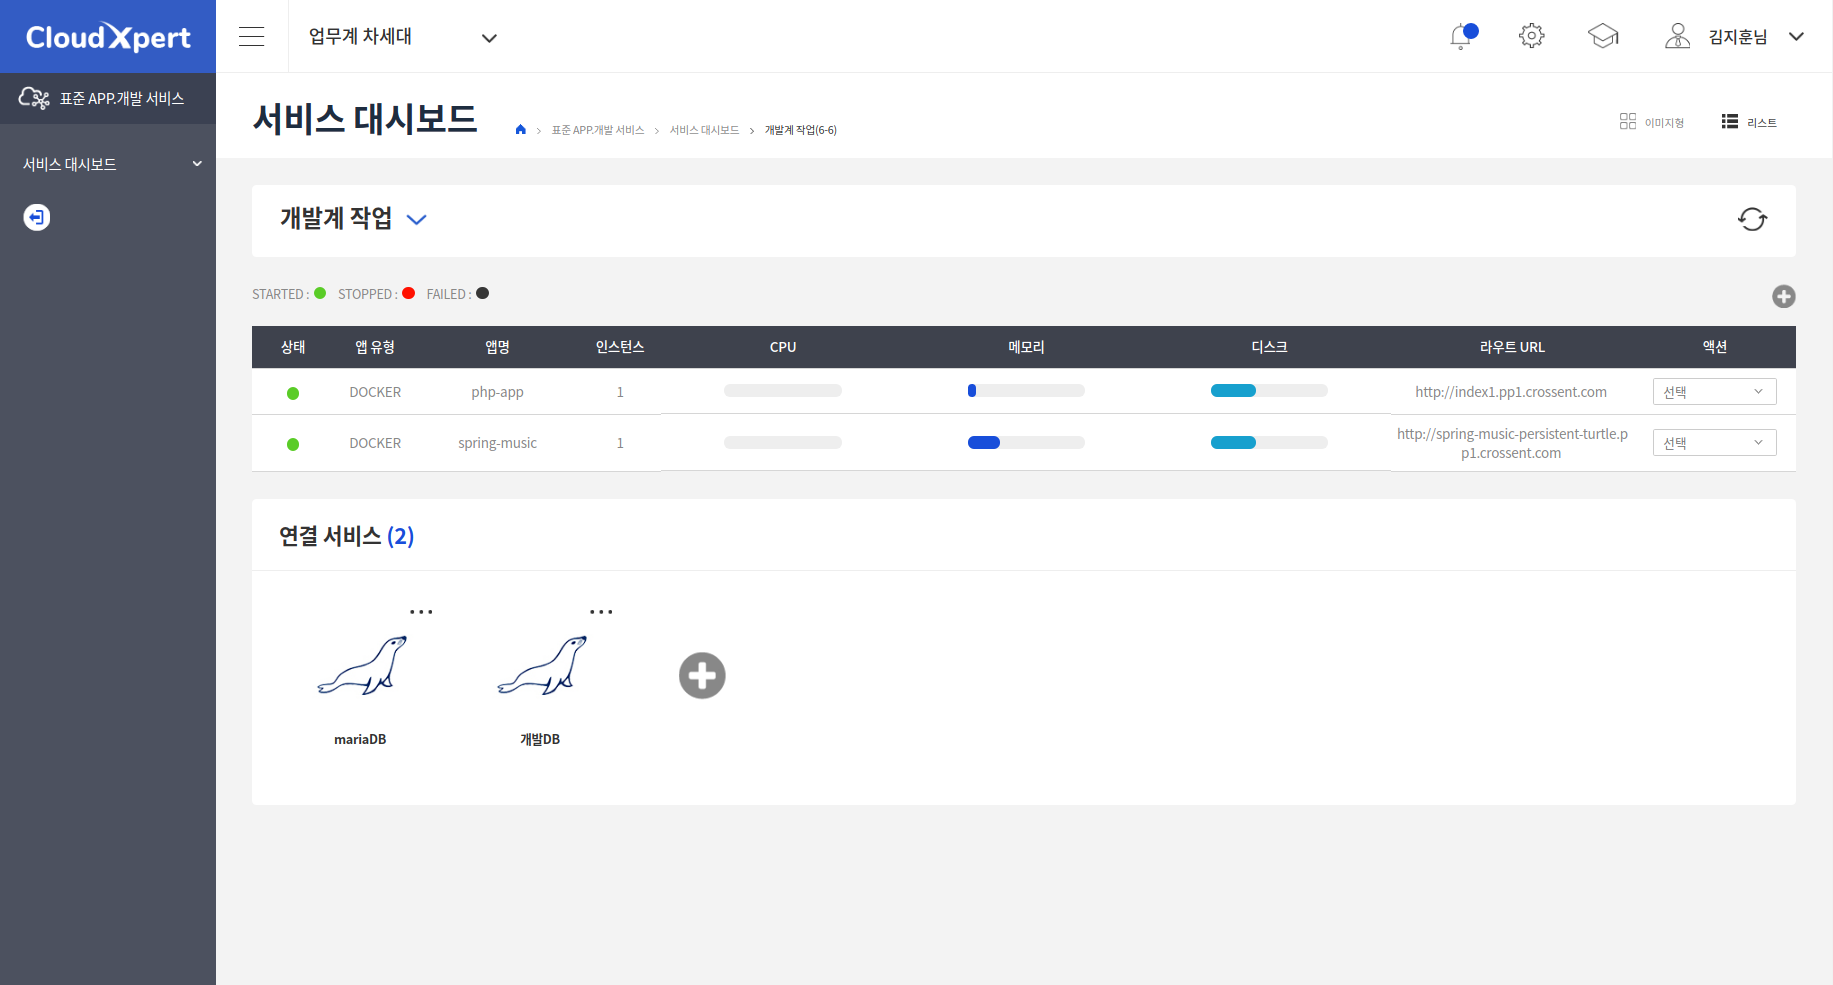 CloudXpert
업무계 차세대
김지훈님
표준 APP.개발 서비스
서비스 대시보드
서비스 대시보드
표준 APP.개발 서비스 > 서비스 대시보드 > 개발계 작업(6-6)
이미지형
리스트
개발계 작업
STARTED : STOPPED : FAILED :
상태 앱 유형 앱명 인스턴스 CPU 메모리 디스크 라우트 URL 액션
DOCKER php-app 1 http://index1.pp1.crossent.com 선택
DOCKER spring-music 1 http://spring-music-persistent-turtle.p
p1.crossent.com 선택
연결 서비스 (2)
mariaDB
개발DB